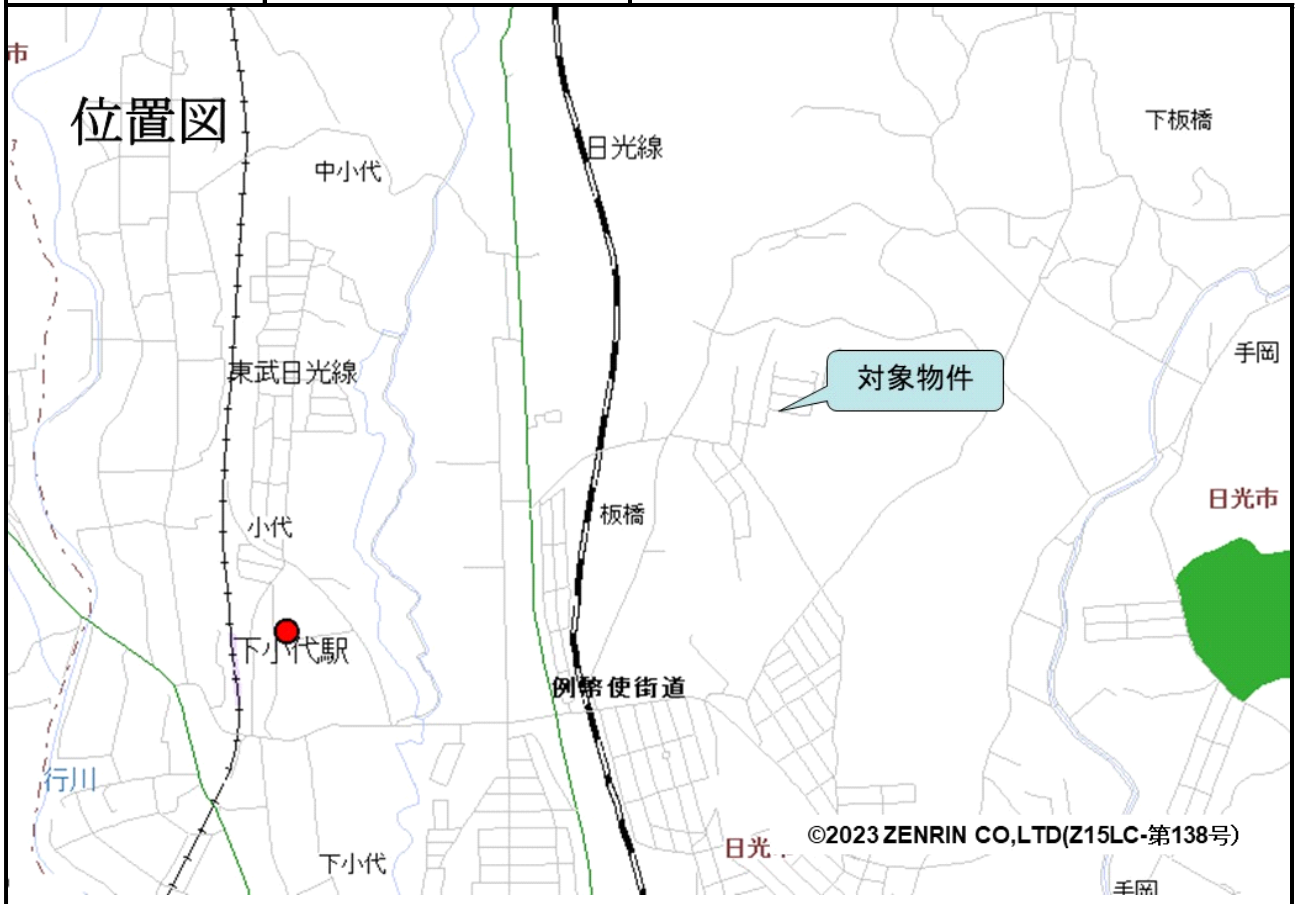 市
位置図
日光線
下板橋
中小代
手岡
東武日光線
対象物件
日光市
板橋
小代
下小代駅
例幣使街道
行川
©2023 ZENRIN CO,LTD(Z15LC-第138号)
日光
下小代
手岡